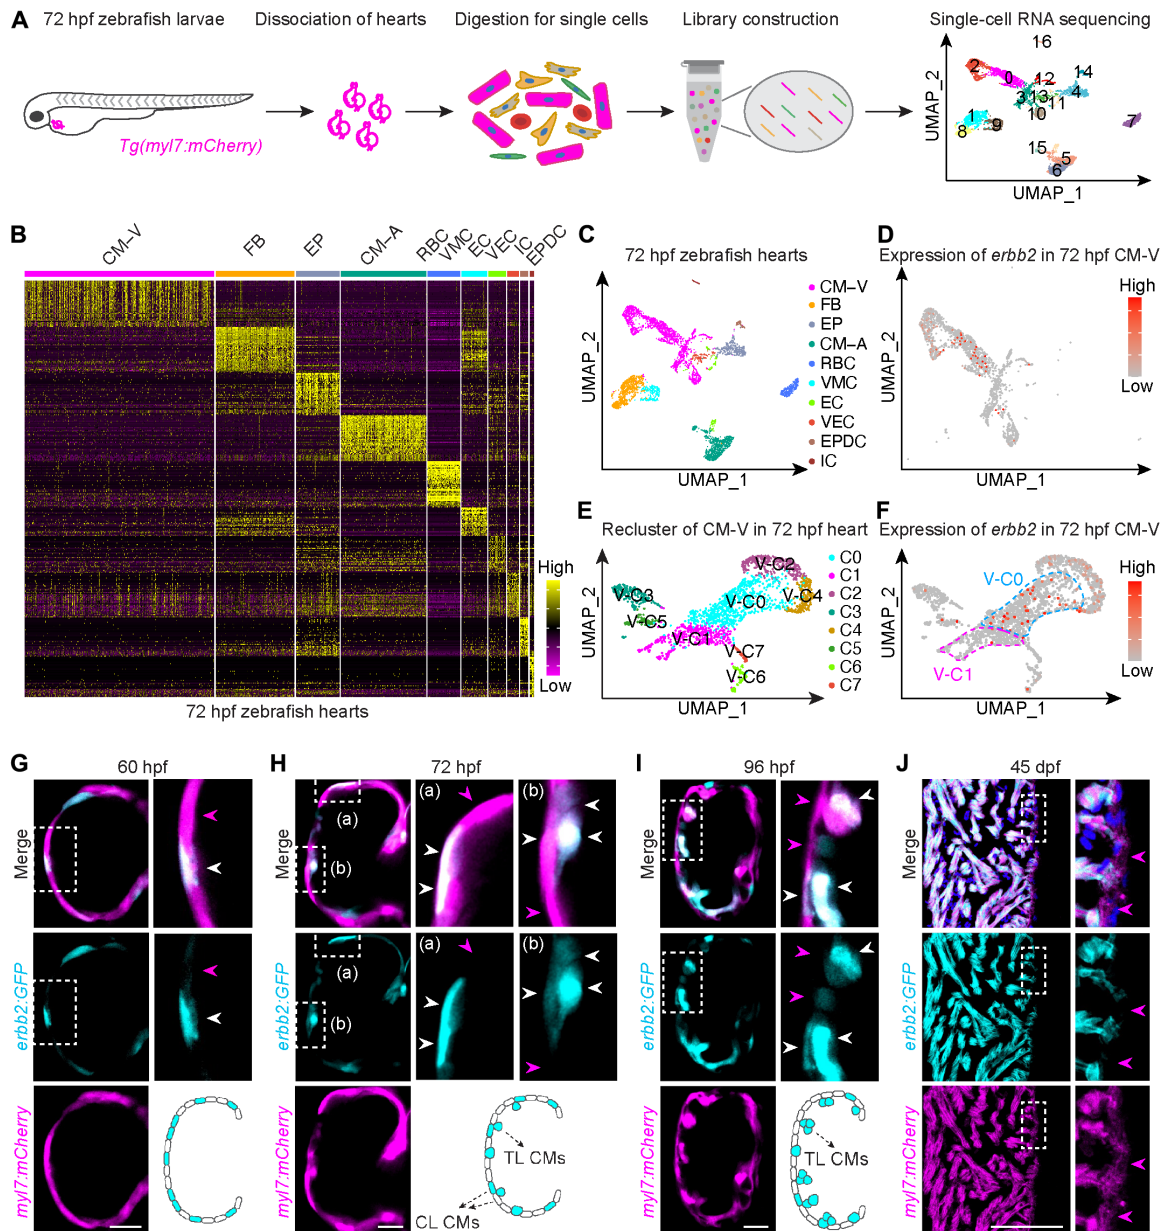 A
72 hpf zebrafish larvae
Dissociation of hearts
Digestion for single cells
Library construction
Single-cell RNA sequencing
Tg(myl7:mCherry)
UMAP_2
UMAP_1
16
2
0
12
14
3
13
4
11
10
1
8
9
7
15
5
6
B
CM–V
FB
EP
CM–A
RBC
VMC
EC
VEC
IC
EPDC
High
Low
72 hpf zebrafish hearts
C
72 hpf zebrafish hearts
UMAP_2
UMAP_1
CM–V
FB
EP
CM–A
RBC
VMC
EC
VEC
EPDC
IC
D
Expression of erbb2 in 72 hpf CM-V
High
Low
UMAP_2
UMAP_1
E
Recluster of CM-V in 72 hpf heart
V-C2
V-C3
V-C0
V-C4
V-C5
V-C1
V-C7
V-C6
UMAP_2
UMAP_1
C0
C1
C2
C3
C4
C5
C6
C7
F
Expression of erbb2 in 72 hpf CM-V
V-C0
V-C1
High
Low
UMAP_2
UMAP_1
G
60 hpf
Merge
erbb2:GFP
myl7:mCherry
H
72 hpf
Merge
(a)
(b)
(a)
(b)
erbb2:GFP
(a)
(b)
(a)
(b)
myl7:mCherry
TL CMs
CL CMs
I
96 hpf
Merge
erbb2:GFP
myl7:mCherry
TL CMs
J
45 dpf
Merge
erbb2:GFP
myl7:mCherry